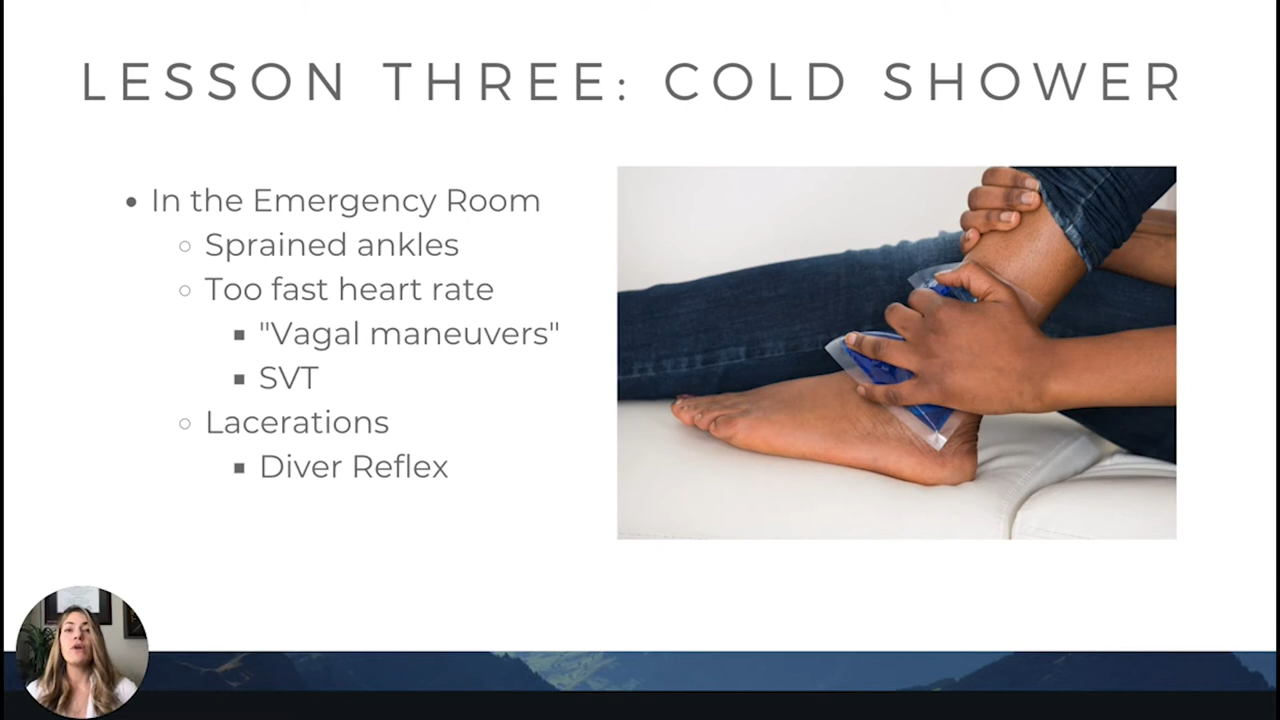 LESSON THREE: COLD SHOWER
• In the Emergency Room
○ Sprained ankles
○ Too fast heart rate
▪ "Vagal maneuvers"
▪ SVT
○ Lacerations
▪ Diver Reflex